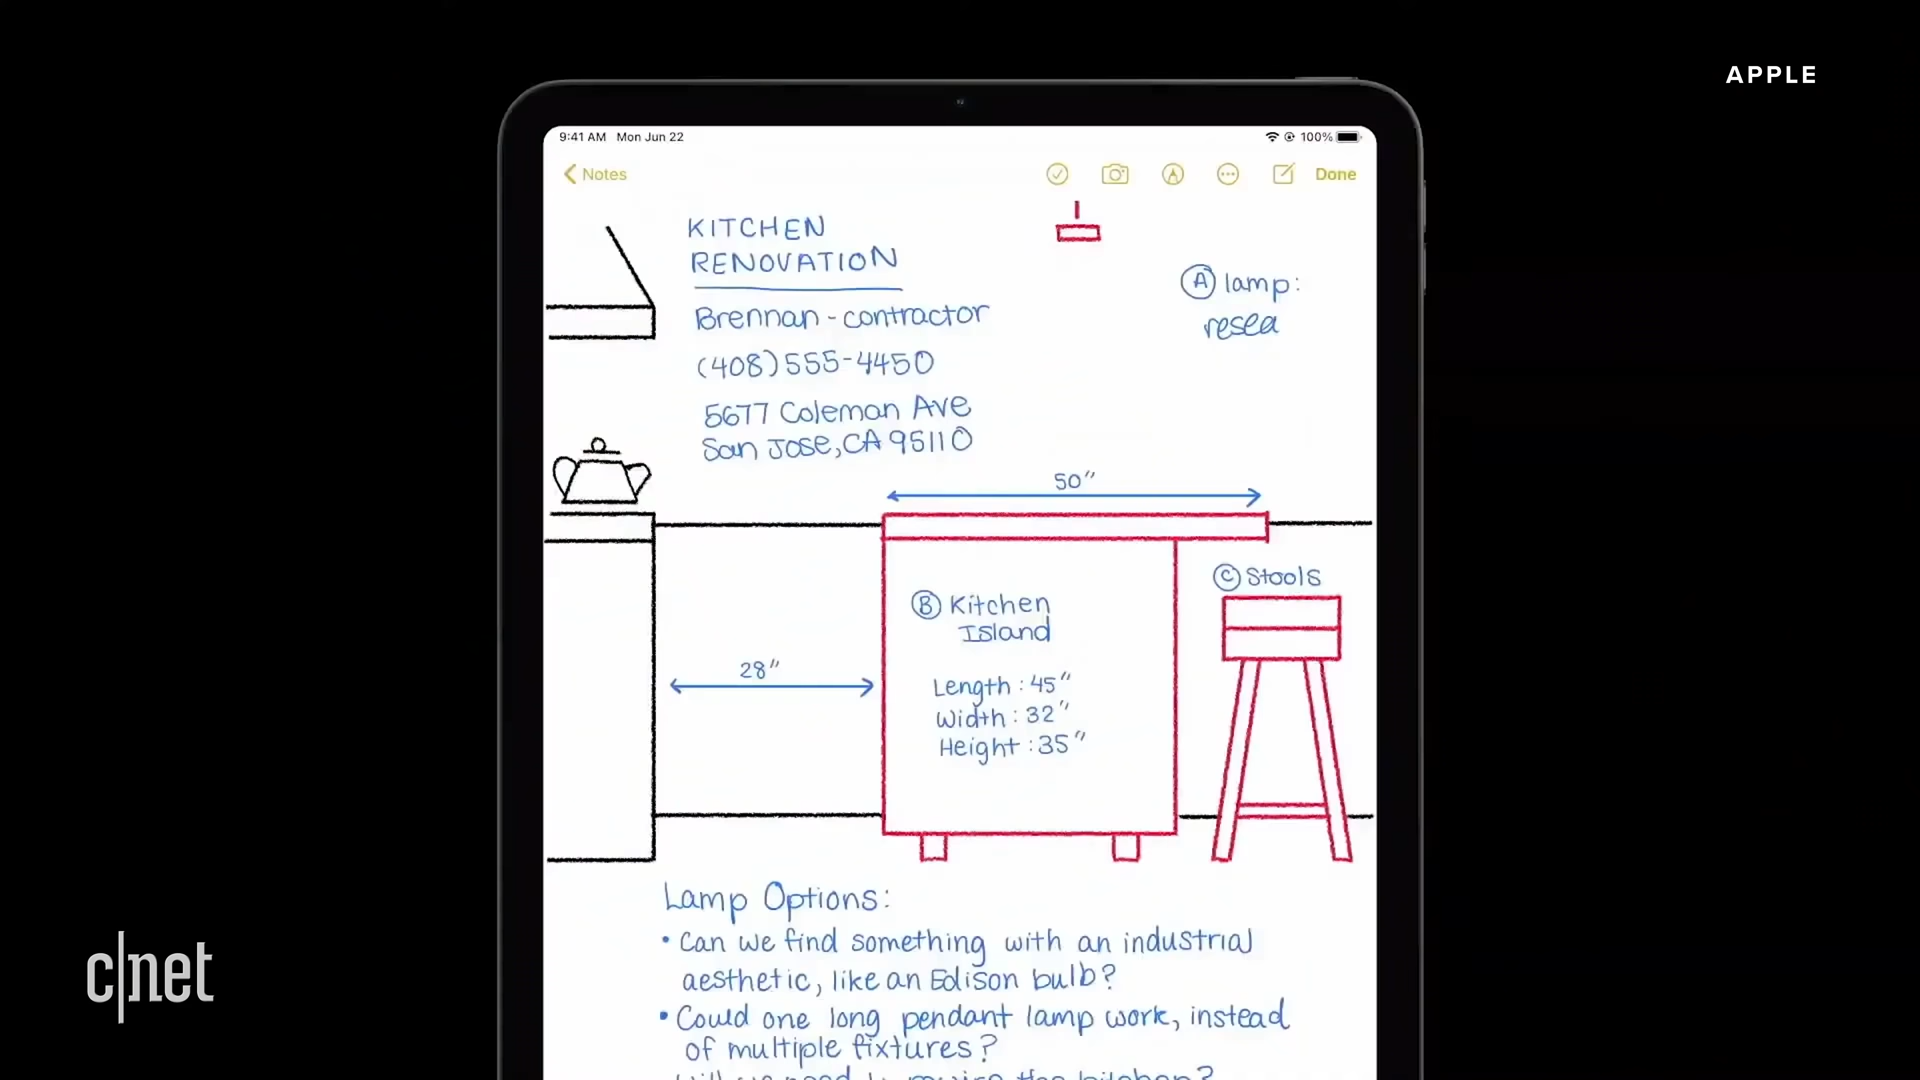 APPLE
9:41 AM Mon Jun 22
100%
Notes
Done
KITCHEN
RENOVATION
Brennan - contractor
(408) 555-4450
5677 Coleman Ave
San Jose, CA 95110
A lamp:
resea
50"
C Stools
B Kitchen
Island
28"
Length : 45"
Width : 32"
Height : 35"
Lamp Options:
• Can we find something with an industrial
aesthetic, like an Edison bulb?
• Could one long pendant lamp work, instead
of multiple fixtures?
kitchen?
c|net